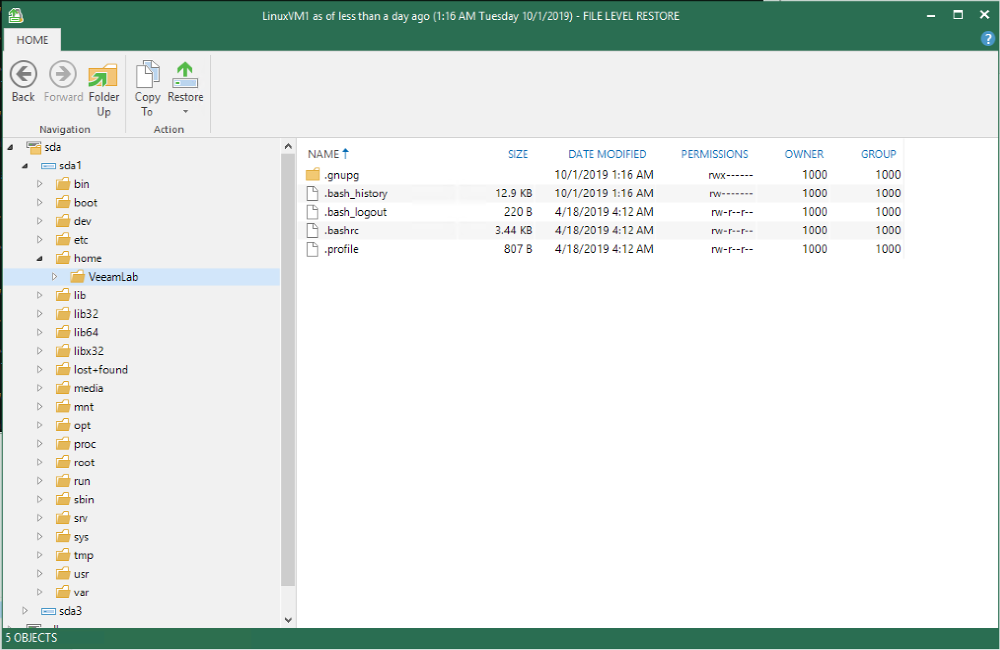 LinuxVM1 as of less than a day ago (1:16 AM Tuesday 10/1/2019) - FILE LEVEL RESTORE
HOME
?
Back Forward Folder Up Copy To Restore
Navigation Action
sda
sda1
bin
boot
dev
etc
home
VeeamLab
lib
lib32
lib64
libx32
lost+found
media
mnt
opt
proc
root
run
sbin
srv
sys
tmp
usr
var
sda3
NAME SIZE DATE MODIFIED PERMISSIONS OWNER GROUP
.gnupg 10/1/2019 1:16 AM rwx------ 1000 1000
.bash_history 12.9 KB 10/1/2019 1:16 AM rw------- 1000 1000
.bash_logout 220 B 4/18/2019 4:12 AM rw-r--r-- 1000 1000
.bashrc 3.44 KB 4/18/2019 4:12 AM rw-r--r-- 1000 1000
.profile 807 B 4/18/2019 4:12 AM rw-r--r-- 1000 1000
5 OBJECTS